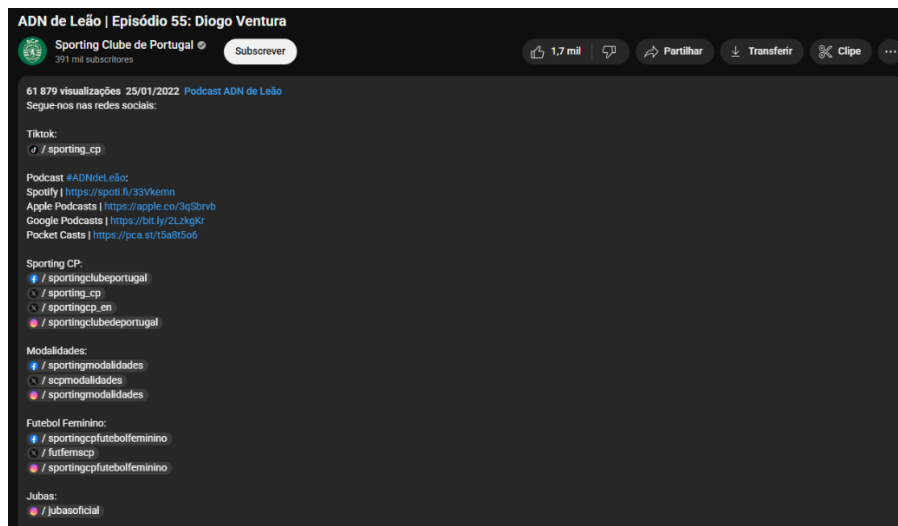 ADN de Leão | Episódio 55: Diogo Ventura
Sporting Clube de Portugal
391 mil subscritores
Subscrever
1,7 mil
Partilhar
Transferir
Clipe
...
61 879 visualizações 25/01/2022 Podcast ADN de Leão
Segue-nos nas redes sociais:
Tiktok:
/ sporting_cp
Podcast #ADNdeLeão:
Spotify | https://spoti.fi/33Vkemn
Apple Podcasts | https://apple.co/3qSbrvb
Google Podcasts | https://bit.ly/2LzkgKr
Pocket Casts | https://pca.st/t5a8t5o6
Sporting CP:
/ sportingclubeportugal
/ sporting_cp
/ sportingcp_en
/ sportingclubedeportugal
Modalidades:
/ sportingmodalidades
/ scpmodalidades
/ sportingmodalidades
Futebol Feminino:
/ sportingcpfutebolfeminino
/ futfemscp
/ sportingcpfutebolfeminino
Jubas:
/ jubasoficial